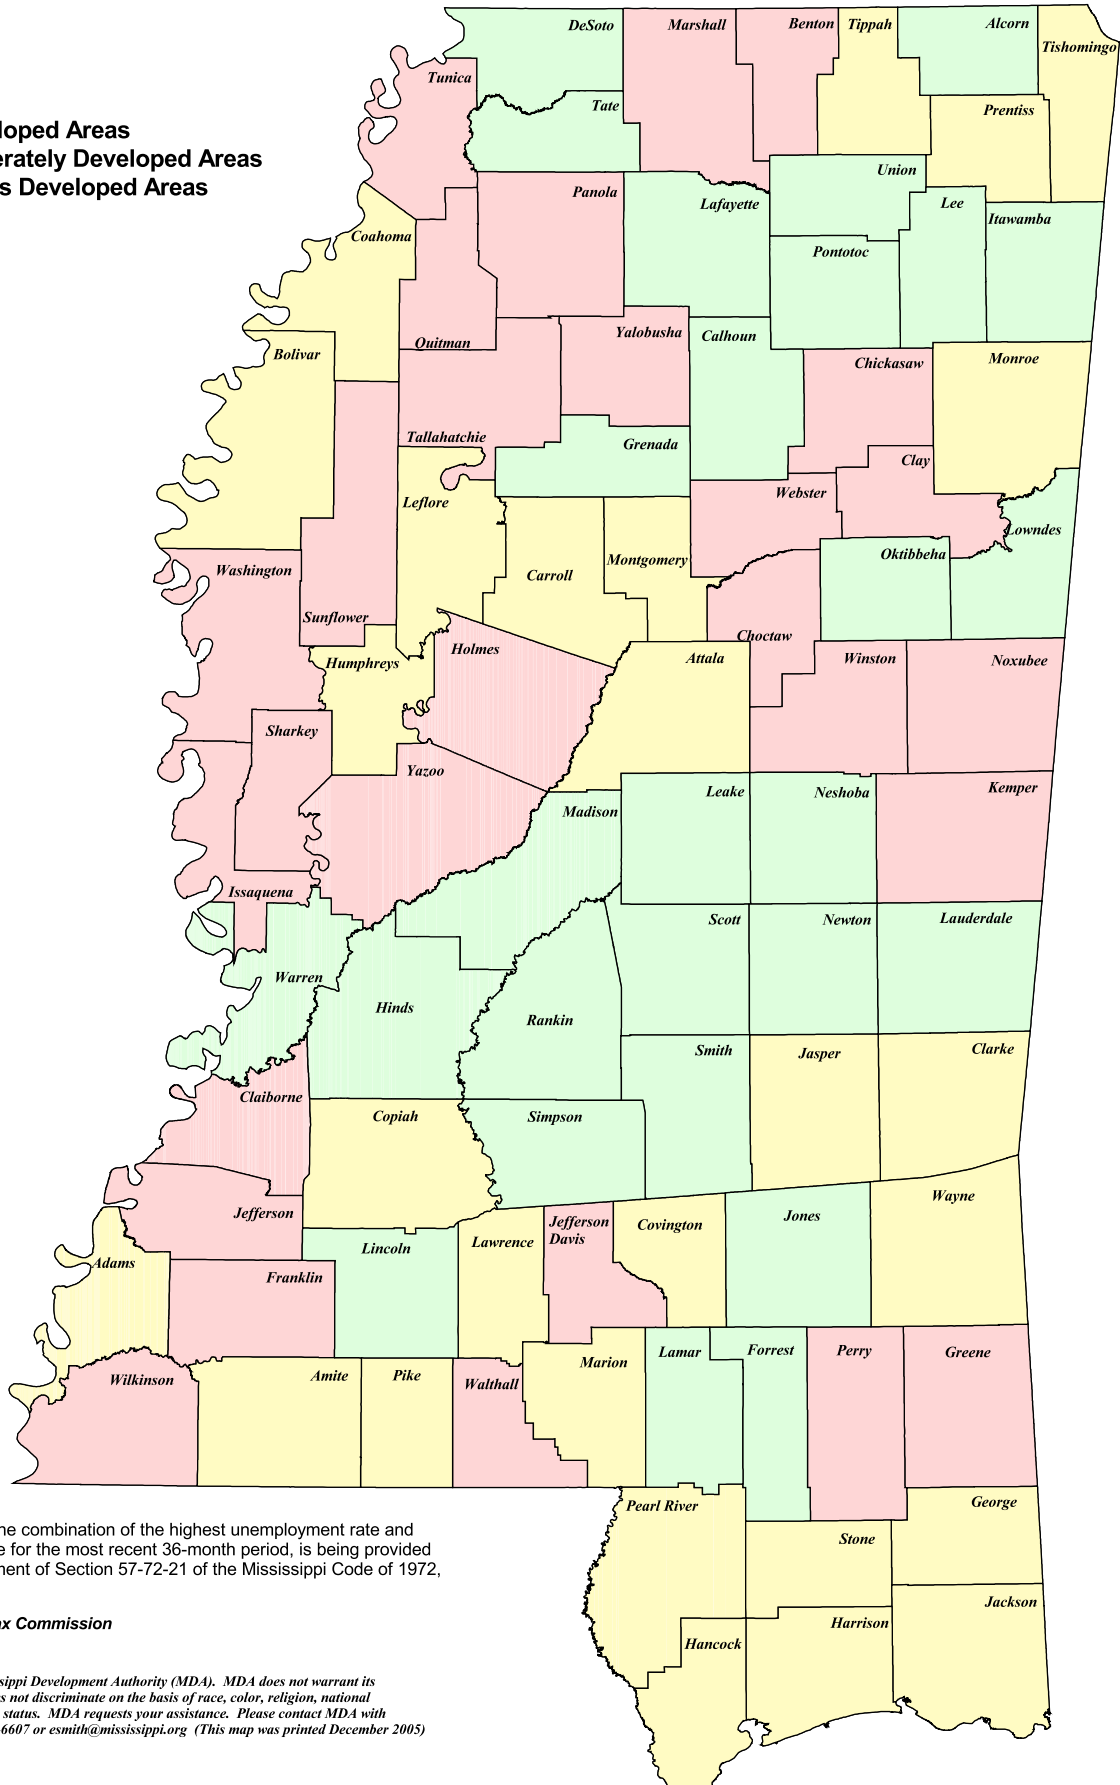 DeSoto
Marshall
Benton
Tippah
Alcorn
Tishomingo
Tunica
Tate
Prentiss
loped Areas
erately Developed Areas
s Developed Areas
Panola
Union
Lafayette
Lee
Itawamba
Coahoma
Pontotoc
Quitman
Yalobusha
Calhoun
Bolivar
Chickasaw
Monroe
Tallahatchie
Grenada
Clay
Leflore
Webster
Lowndes
Washington
Carroll
Montgomery
Oktibbeha
Sunflower
Choctaw
Humphreys
Holmes
Attala
Winston
Noxubee
Sharkey
Yazoo
Madison
Leake
Neshoba
Kemper
Issaquena
Scott
Newton
Lauderdale
Warren
Hinds
Rankin
Smith
Jasper
Clarke
Claiborne
Copiah
Simpson
Jefferson
Lincoln
Lawrence
Jefferson
Davis
Covington
Jones
Wayne
Adams
Franklin
Wilkinson
Amite
Pike
Walthall
Marion
Lamar
Forrest
Perry
Greene
Pearl River
George
Stone
Jackson
Harrison
Hancock
he combination of the highest unemployment rate and
e for the most recent 36-month period, is being provided
ment of Section 57-72-21 of the Mississippi Code of 1972,
ax Commission
sippi Development Authority (MDA).  MDA does not warrant its
s not discriminate on the basis of race, color, religion, national
status.  MDA requests your assistance.  Please contact MDA with
6607 or esmith@mississippi.org  (This map was printed December 2005)